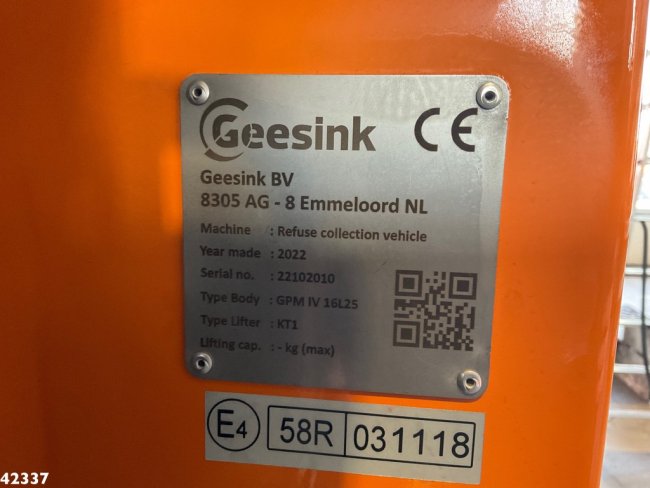 Geesink CE
Geesink BV
8305 AG - 8 Emmeloord NL
Machine : Refuse collection vehicle
Year made : 2022
Serial no. : 22102010
Type Body : GPM IV 16L25
Type Lifter : KT1
Lifting cap. : - kg (max)
E4 58R 031118
42337